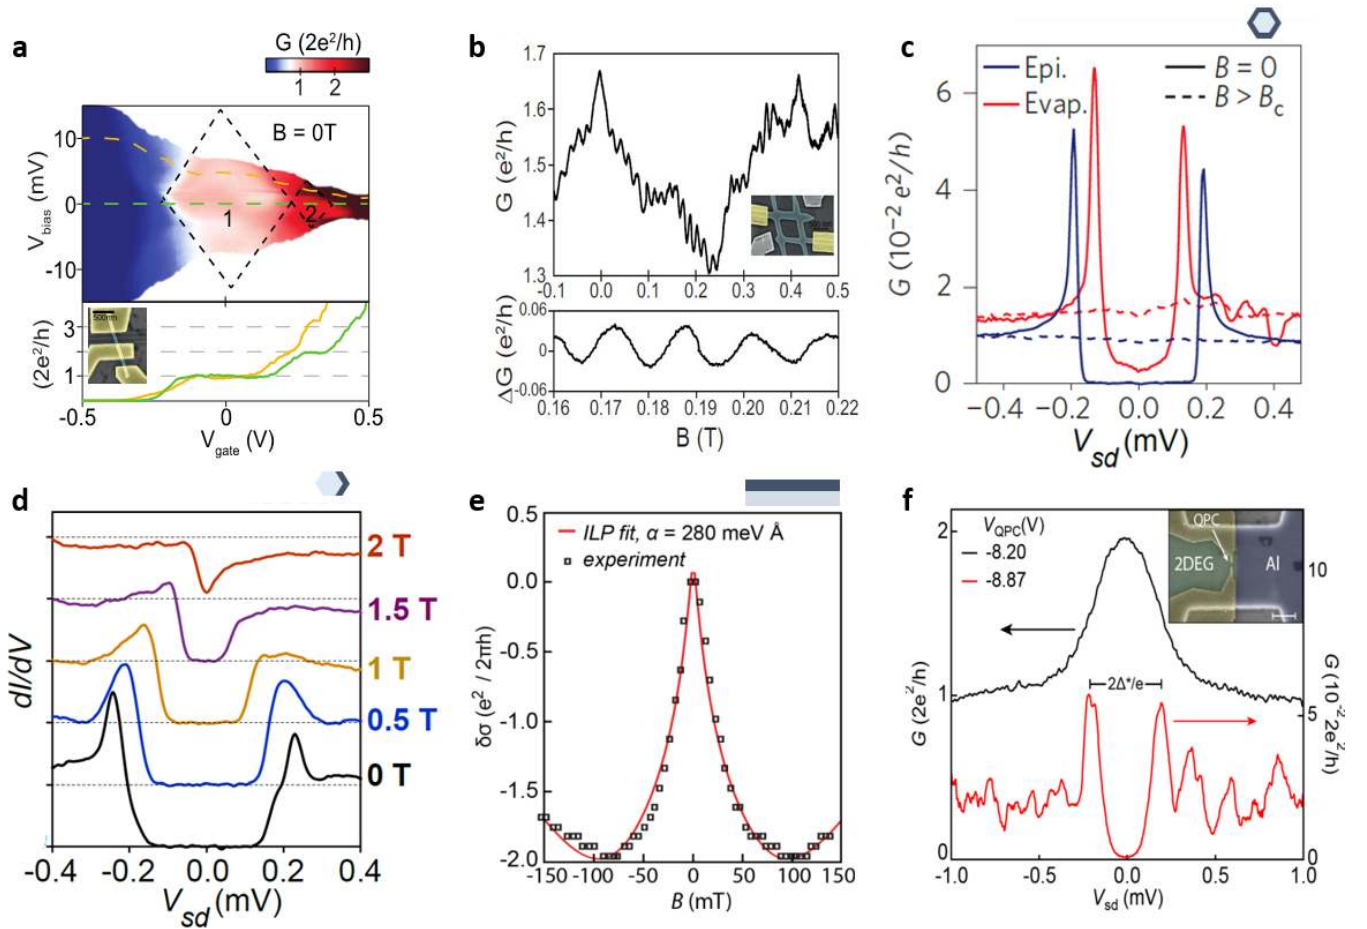 a
G (2e²/h)
1 2
B = 0T
10
0
-10
V_bias (mV)
1
2
3
2
1
(2e²/h)
500nm
-0.5 0 0.5
V_gate (V)
b
1.7
1.6
1.5
1.4
1.3
G (e²/h)
-0.1 0.0 0.1 0.2 0.3 0.4 0.5
0.06
0
-0.06
ΔG (e²/h)
0.16 0.17 0.18 0.19 0.20 0.21 0.22
B (T)
c
Epi.
Evap.
B = 0
B > B_c
6
4
2
0
G (10⁻² e²/h)
−0.4 −0.2 0.0 0.2 0.4
V_sd (mV)
d
2 T
1.5 T
1 T
0.5 T
0 T
dI/dV
-0.4 -0.2 0.0 0.2 0.4
V_sd (mV)
e
ILP fit, α = 280 meV Å
experiment
0.5
0.0
-0.5
-1.0
-1.5
-2.0
δσ (e² / 2πh)
-150 -100 -50 0 50 100 150
B (mT)
f
V_QPC(V)
-8.20
-8.87
QPC
2DEG
Al
2Δ*/e
2
1
0
G (2e²/h)
10
5
0
G (10⁻²2e²/h)
-1.0 -0.5 0.0 0.5 1.0
V_sd (mV)